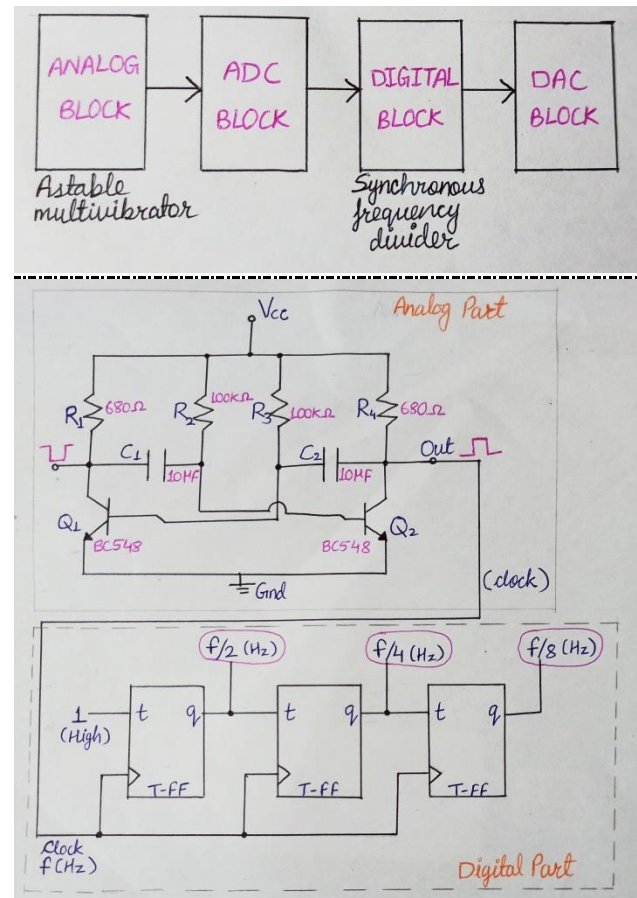 ANALOG
BLOCK
ADC
BLOCK
DIGITAL
BLOCK
DAC
BLOCK
Astable
multivibrator
Synchronous
frequency
divider
Vcc
Analog Part
R1 680Ω
R2 100KΩ
R3 100KΩ
R4 680Ω
C1
10μF
C2
10μF
Out
Q1
BC548
BC548
Q2
Gnd
(clock)
f/2 (Hz)
f/4 (Hz)
f/8 (Hz)
1
(High)
t q
T-FF
t q
T-FF
t q
T-FF
Clock
f(Hz)
Digital Part